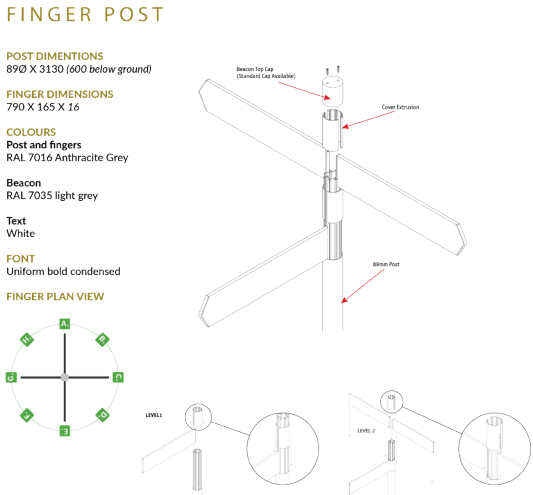 FINGER POST
POST DIMENTIONS
89Ø X 3130 (600 below ground)
FINGER DIMENSIONS
790 X 165 X 16
COLOURS
Post and fingers
RAL 7016 Anthracite Grey
Beacon
RAL 7035 light grey
Text
White
FONT
Uniform bold condensed
FINGER PLAN VIEW
A.
B.
C.
D.
E.
F.
G.
H.
Beacon Top Cap
(Standard Cap Available)
Cover Extrusion
89mm Post
LEVEL1
LEVEL 2